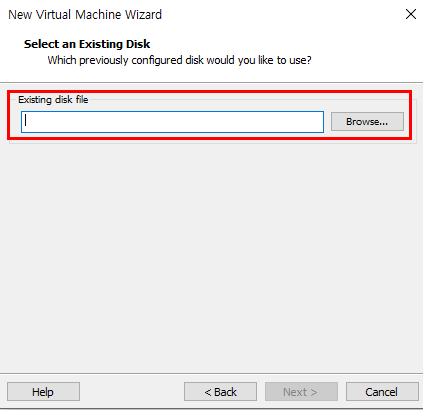 New Virtual Machine Wizard
Select an Existing Disk
Which previously configured disk would you like to use?
Existing disk file
Browse...
Help
< Back
Next >
Cancel